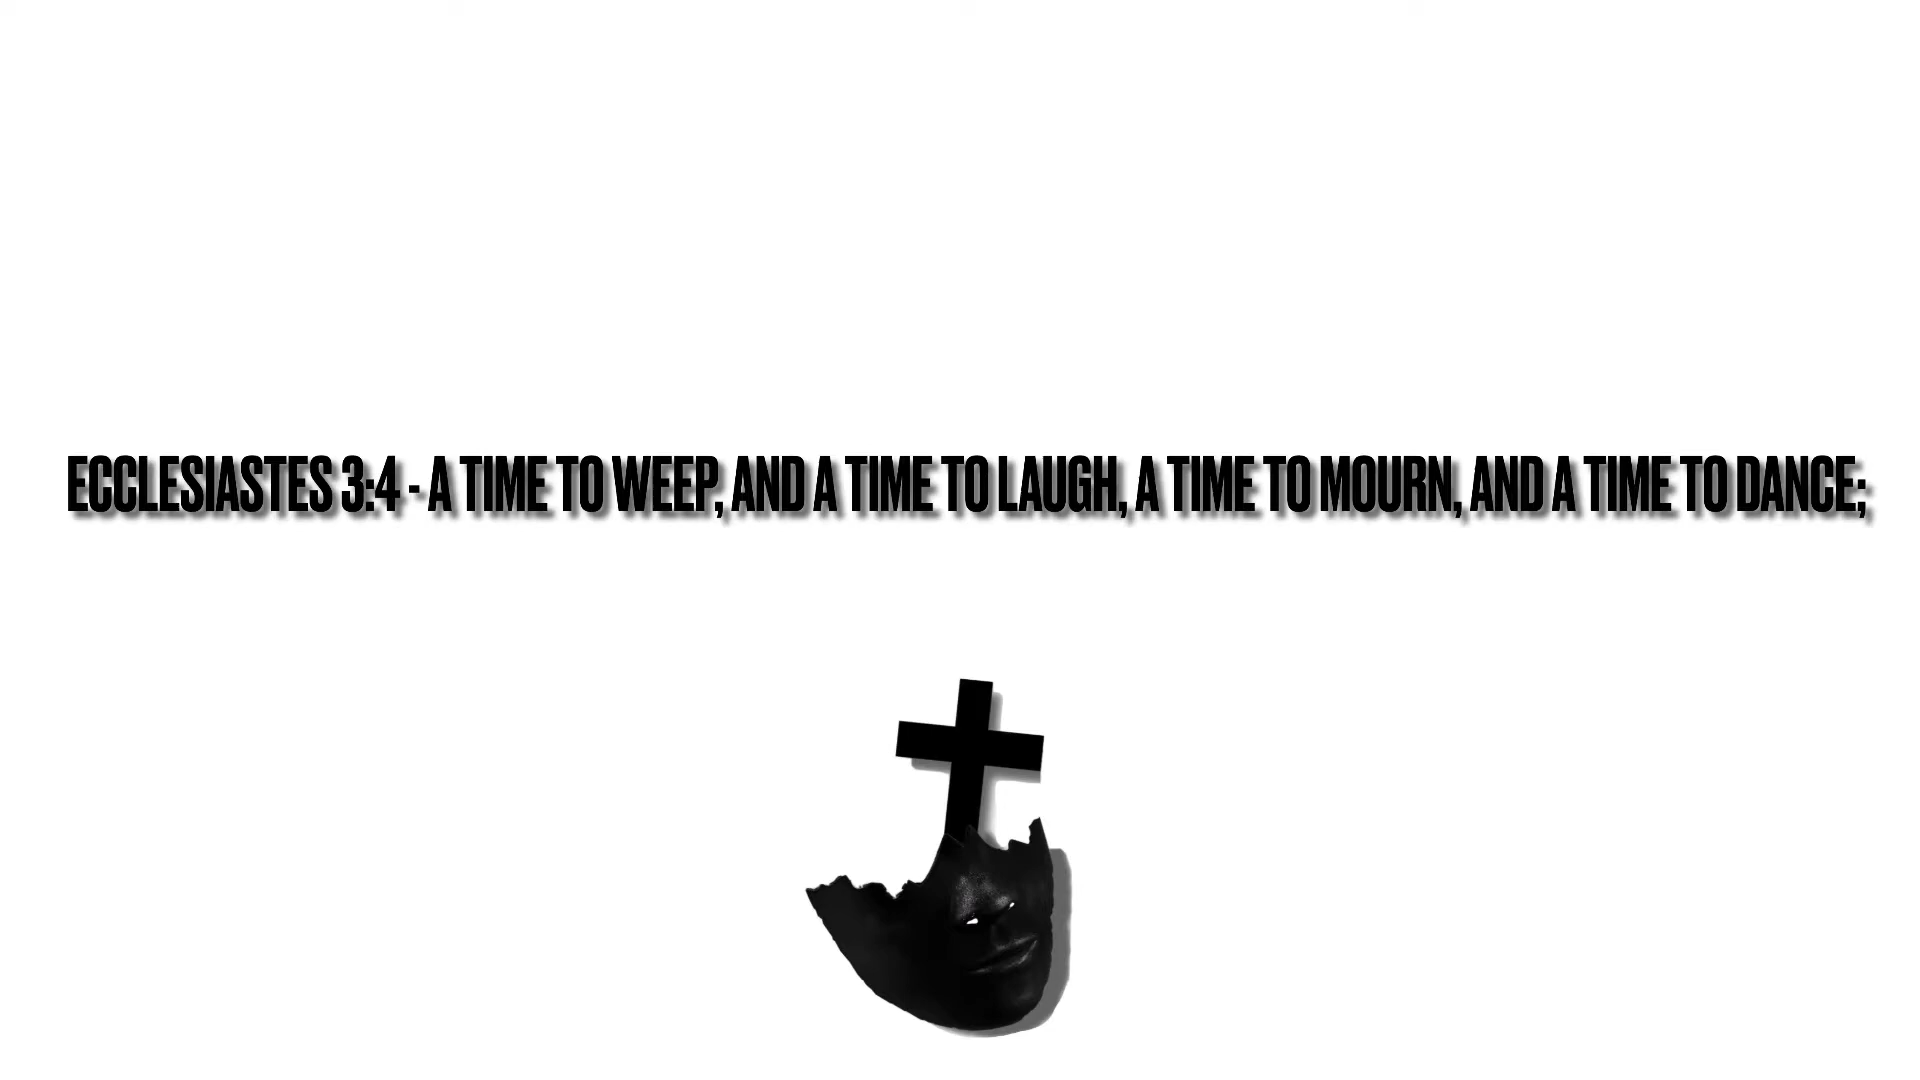 ECCLESIASTES 3:4 - A TIME TO WEEP, AND A TIME TO LAUGH, A TIME TO MOURN, AND A TIME TO DANCE;